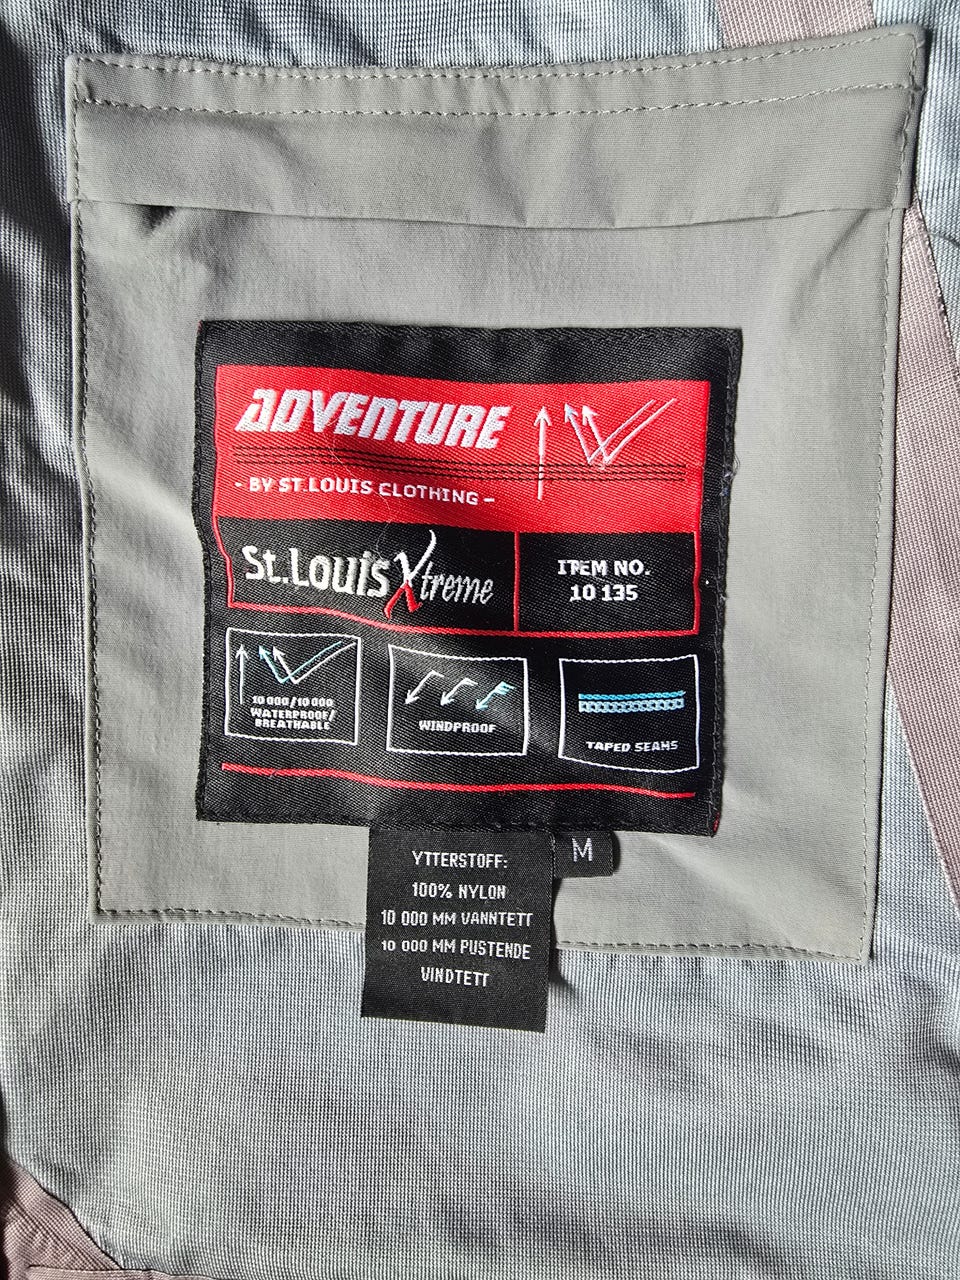 ADVENTURE
- BY ST.LOUIS CLOTHING -
St.Louis Xtreme
ITEM NO.
10 135
10 000/10 000
WATERPROOF/
BREATHABLE
WINDPROOF
TAPED SEAMS
M
YTTERSTOFF:
100% NYLON
10 000 MM VANNTETT
10 000 MM PUSTENDE
VINDTETT